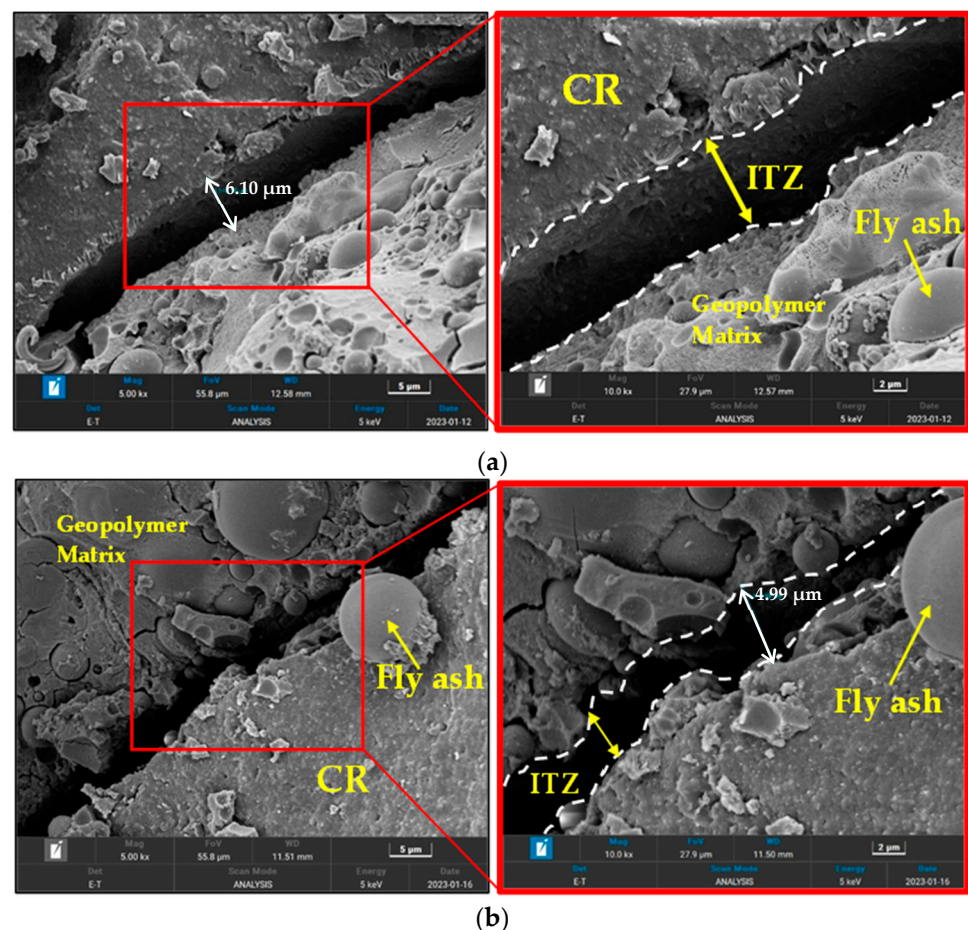 CR
ITZ
6.10 µm
Fly ash
Geopolymer
Matrix
Mag FoV WD
5.00 kx 55.8 µm 12.58 mm 5 µm
Det Scan Mode Energy Date
E-T ANALYSIS 5 keV 2023-01-12
Mag FoV WD
10.0 kx 27.9 µm 12.57 mm 2 µm
Det Scan Mode Energy Date
E-T ANALYSIS 5 keV 2023-01-12
(a)
Geopolymer
Matrix
Fly ash
CR
4.99 µm
Fly ash
ITZ
Mag FoV WD
5.00 kx 55.8 µm 11.51 mm 5 µm
Det Scan Mode Energy Date
E-T ANALYSIS 5 keV 2023-01-16
Mag FoV WD
10.0 kx 27.9 µm 11.50 mm 2 µm
Det Scan Mode Energy Date
E-T ANALYSIS 5 keV 2023-01-16
(b)